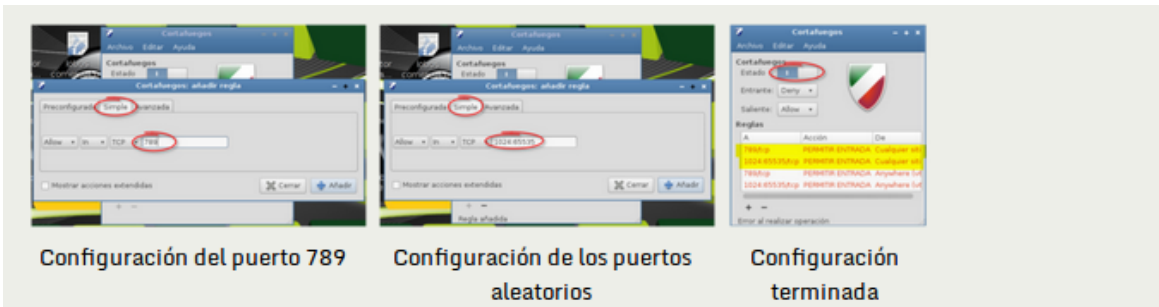 Cortafuegos
Archivo Editar Ayuda
Cortafuegos
Estado
Cortafuegos: añadir regla
Preconfigurada Simple Avanzada
Allow In TCP 789
Mostrar acciones extendidas Cerrar Añadir
Configuración del puerto 789
Cortafuegos
Archivo Editar Ayuda
Cortafuegos
Estado
Cortafuegos: añadir regla
Preconfigurada Simple Avanzada
Allow In TCP 1024:65535
Mostrar acciones extendidas Cerrar Añadir
Regla añadida
Configuración de los puertos
aleatorios
Cortafuegos
Archivo Editar Ayuda
Cortafuegos
Estado
Entrante: Deny
Saliente: Allow
Reglas
A Acción De
789/tcp PERMITIR ENTRADA Cualquier
1024:65535/tcp PERMITIR ENTRADA Cualquier
789/tcp PERMITIR ENTRADA Anywhere
1024:65535/tcp PERMITIR ENTRADA Anywhere
Error al realizar operación
Configuración
terminada